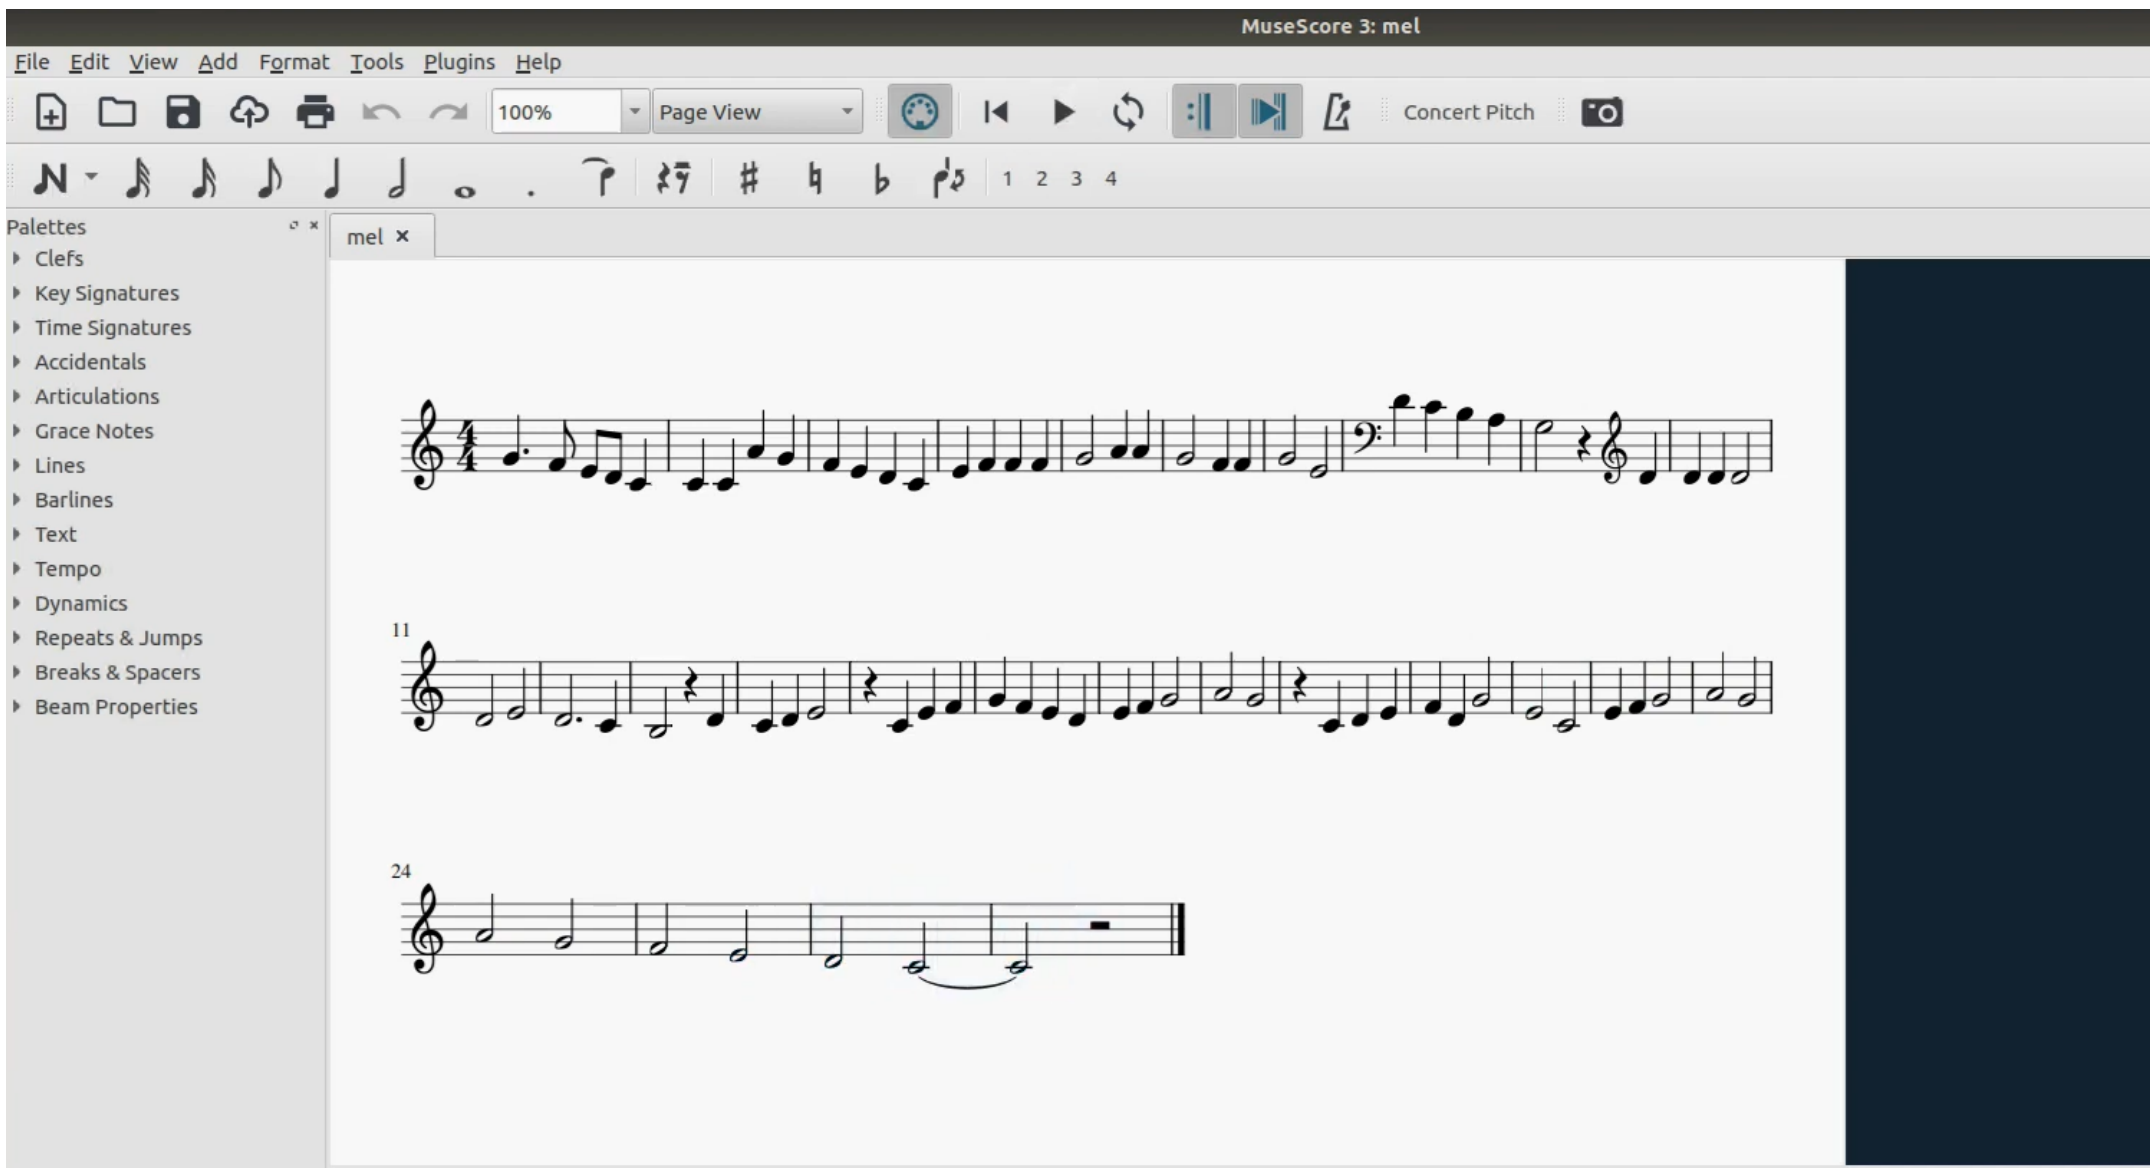 MuseScore 3: mel
File Edit View Add Format Tools Plugins Help
100% Page View Concert Pitch
1 2 3 4
Palettes
mel
Clefs
Key Signatures
Time Signatures
Accidentals
Articulations
Grace Notes
Lines
Barlines
Text
Tempo
Dynamics
Repeats & Jumps
Breaks & Spacers
Beam Properties
4
4
11
24